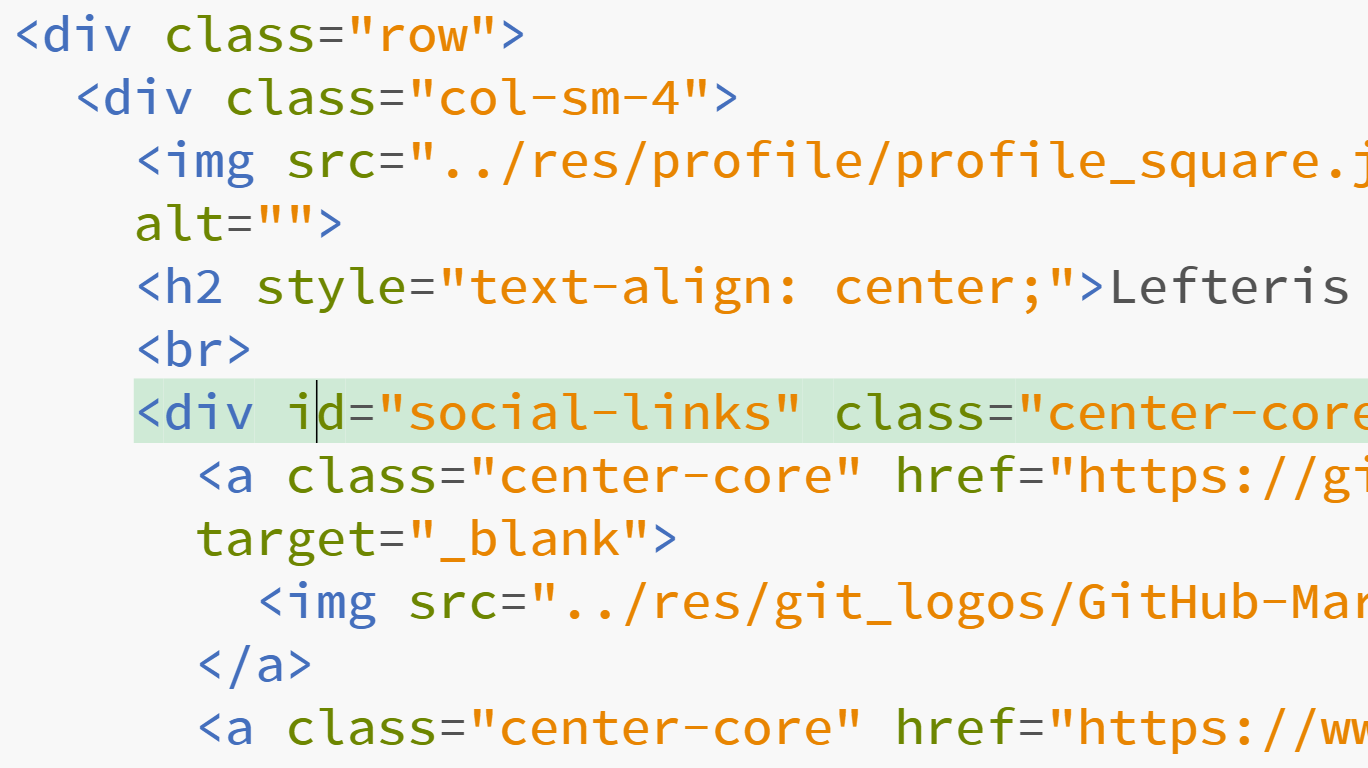 <div class="row">
<div class="col-sm-4">
<img src="../res/profile/profile_square.j
alt="">
<h2 style="text-align: center;">Lefteris
<br>
<div id="social-links" class="center-core
<a class="center-core" href="https://gi
target="_blank">
<img src="../res/git_logos/GitHub-Mar
</a>
<a class="center-core" href="https://ww